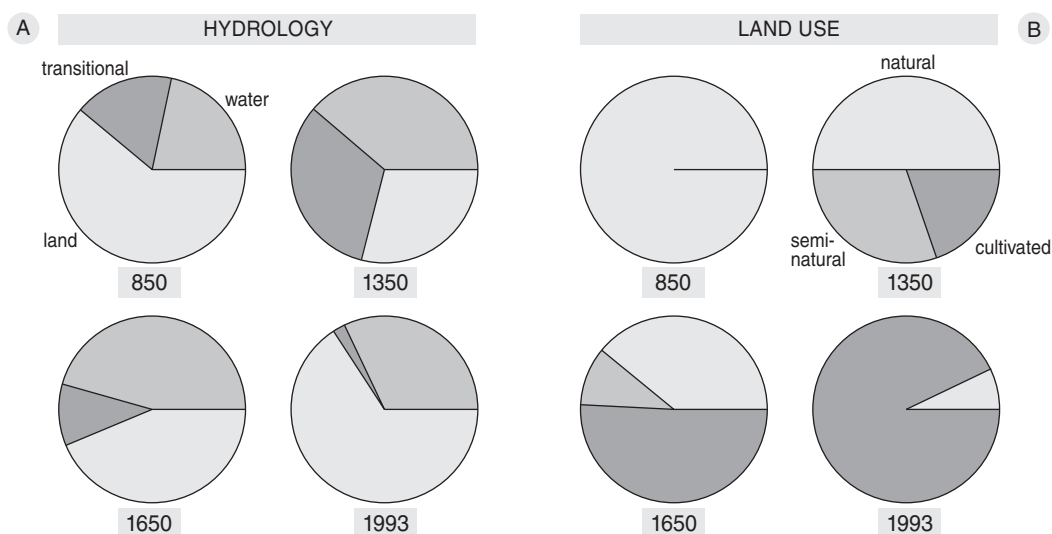 A
HYDROLOGY
transitional
water
land
850
1350
1650
1993
LAND USE
B
natural
semi-
natural
cultivated
850
1350
1650
1993